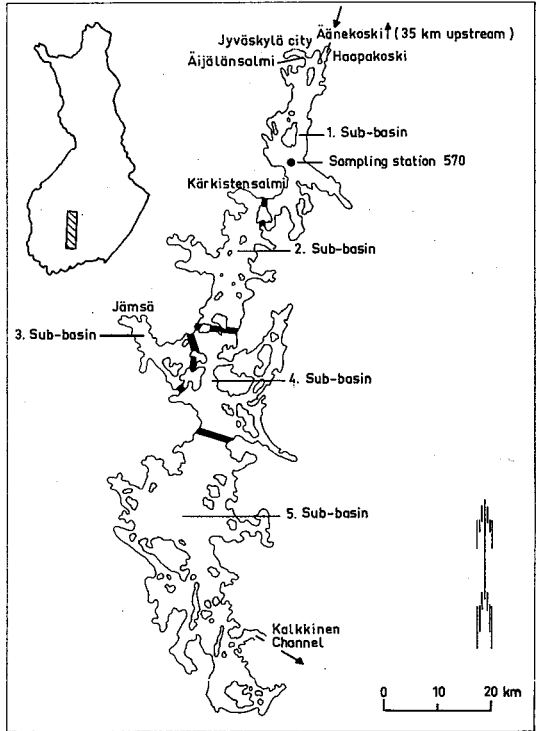 Jyväskylä city
Äänekoski (35 km upstream)
Äijälänsalmi
Haapakoski
1. Sub-basin
Sampling station 570
Kärkistensalmi
2. Sub-basin
Jämsä
3. Sub-basin
4. Sub-basin
5. Sub-basin
Kalkkinen
Channel
0 20 km